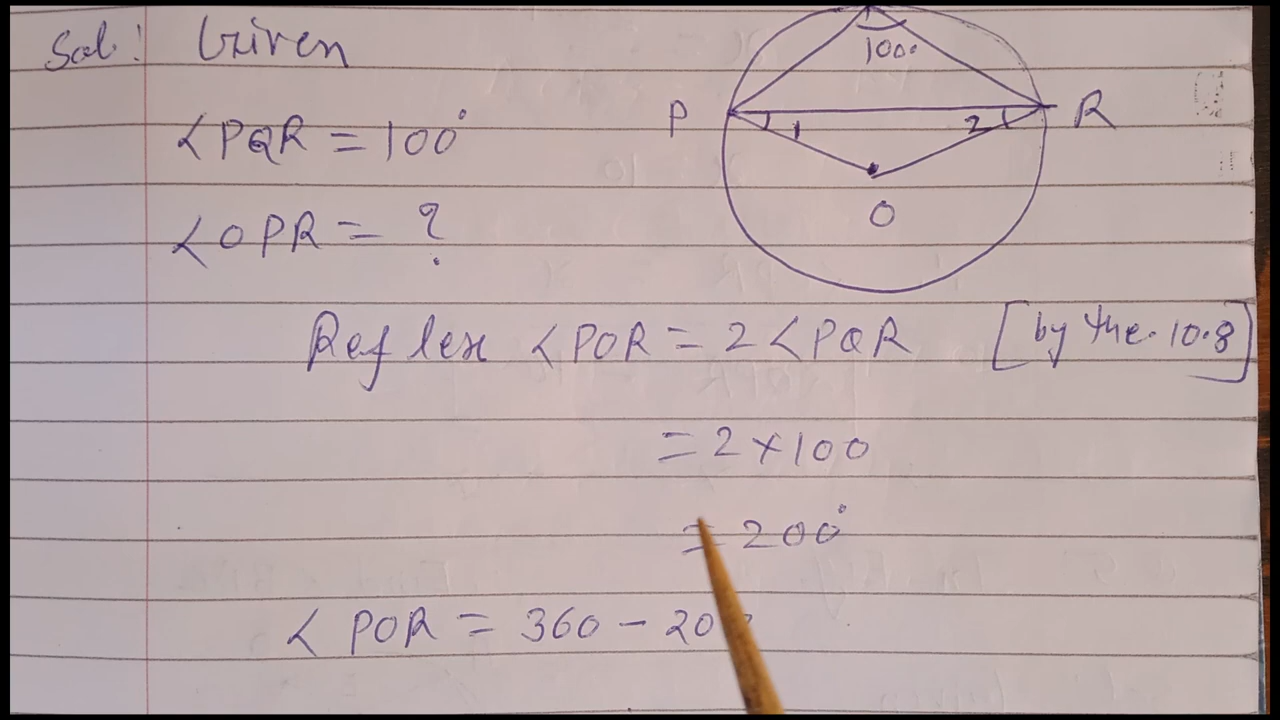 Sol! Given
100°
P
R
∠PQR = 100°
1
2
O
∠OPR = ?
Reflex ∠POR = 2∠PQR [by the. 10.8]
= 2×100
= 200°
∠POR = 360 - 20